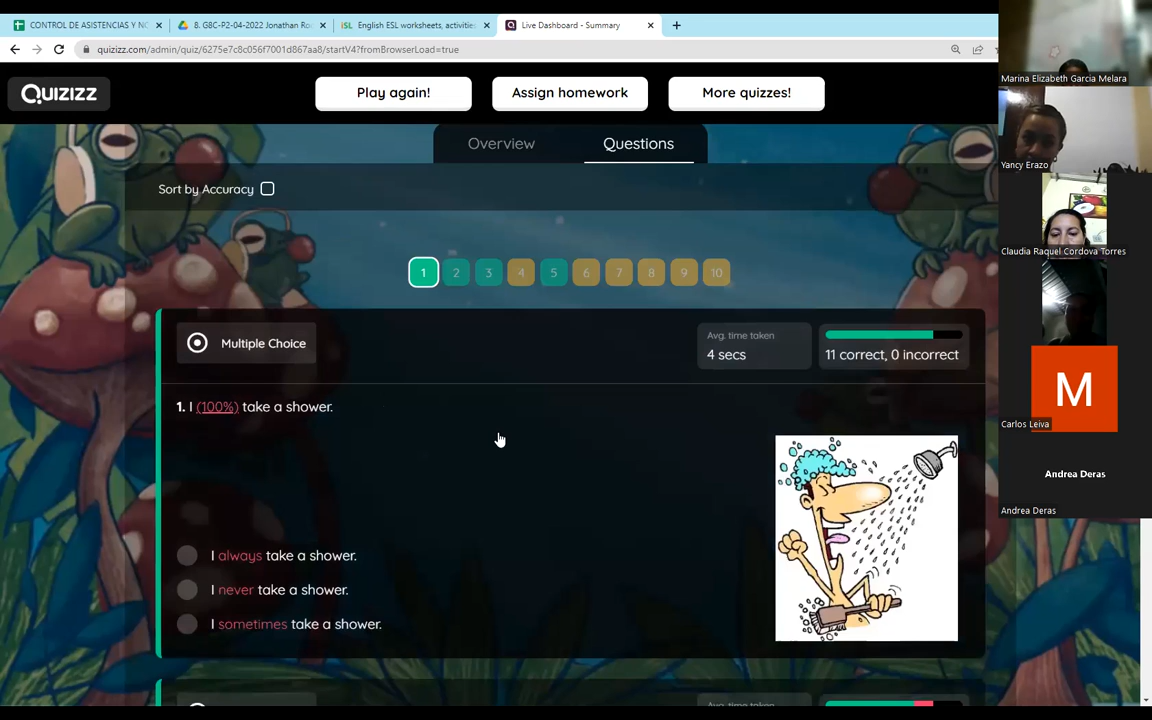 CONTROL DE ASISTENCIAS Y NO
8. G8C-P2-04-2022 Jonathan Ro
iSL English ESL worksheets, activities
Live Dashboard - Summary
quizizz.com/admin/quiz/6275e7c8c056f7001d867aa8/startV4?fromBrowserLoad=true
Quizizz
Play again!
Assign homework
More quizzes!
Overview
Questions
Sort by Accuracy
1 2 3 4 5 6 7 8 9 10
Multiple Choice
Avg. time taken
4 secs
11 correct, 0 incorrect
1. I (100%) take a shower.
I always take a shower.
I never take a shower.
I sometimes take a shower.
Marina Elizabeth Garcia Melara
Yancy Erazo
Claudia Raquel Cordova Torres
M
Carlos Leiva
Andrea Deras
Andrea Deras